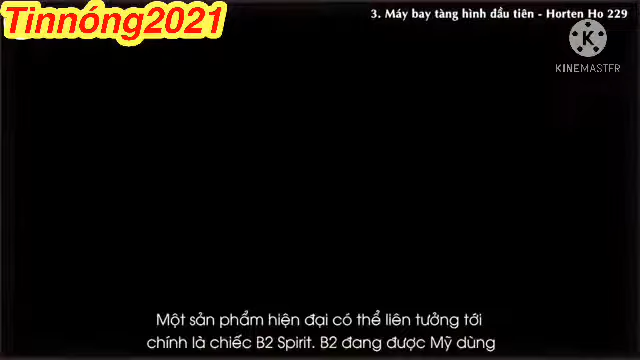 Tinnóng2021
3. Máy bay tàng hình đầu tiên - Horten Ho 229
KINEMASTER
Một sản phẩm hiện đại có thể liên tưởng tới
chính là chiếc B2 Spirit. B2 đang được Mỹ dùng